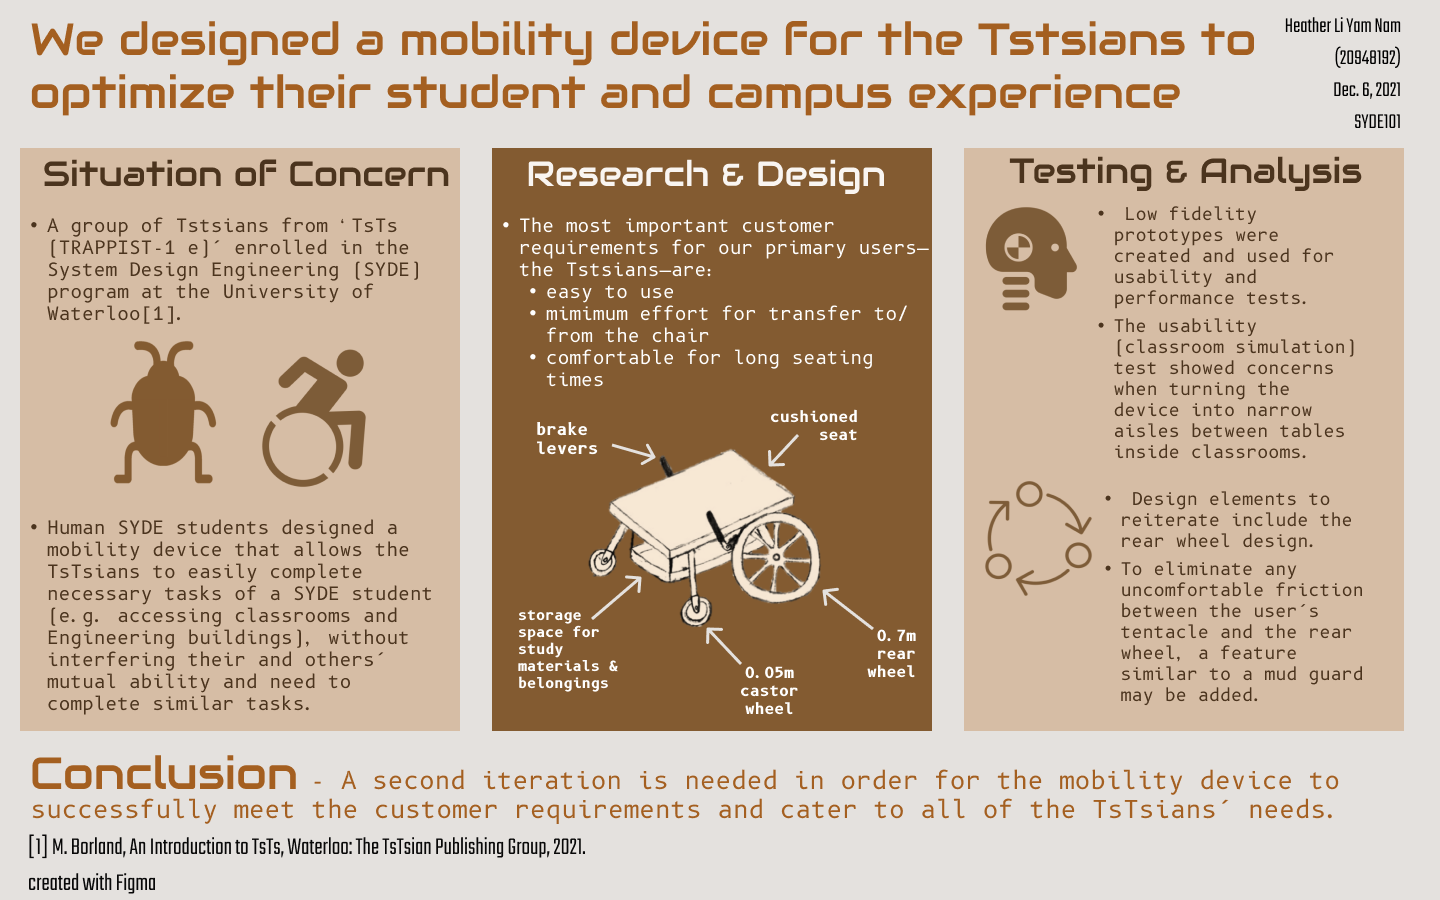 We designed a mobility device for the Tstsians to
optimize their student and campus experience
Heather Li Yam Nam
(20948192)
Dec. 6, 2021
SYDE101
Situation of Concern
• A group of Tstsians from ‘TsTs
(TRAPPIST-1 e)´ enrolled in the
System Design Engineering (SYDE)
program at the University of
Waterloo[1].
• Human SYDE students designed a
mobility device that allows the
TsTsians to easily complete
necessary tasks of a SYDE student
(e.g. accessing classrooms and
Engineering buildings), without
interfering their and others´
mutual ability and need to
complete similar tasks.
Research & Design
• The most important customer
requirements for our primary users—
the Tstsians—are:
• easy to use
• mimimum effort for transfer to/
from the chair
• comfortable for long seating
times
brake
levers
cushioned
seat
storage
space for
study
materials &
belongings
0.05m
castor
wheel
0.7m
rear
wheel
Testing & Analysis
• Low fidelity
prototypes were
created and used for
usability and
performance tests.
• The usability
(classroom simulation)
test showed concerns
when turning the
device into narrow
aisles between tables
inside classrooms.
• Design elements to
reiterate include the
rear wheel design.
• To eliminate any
uncomfortable friction
between the user´s
tentacle and the rear
wheel, a feature
similar to a mud guard
may be added.
Conclusion - A second iteration is needed in order for the mobility device to
successfully meet the customer requirements and cater to all of the TsTsians´ needs.
[1] M. Borland, An Introduction to TsTs, Waterloo: The TsTsian Publishing Group, 2021.
created with Figma